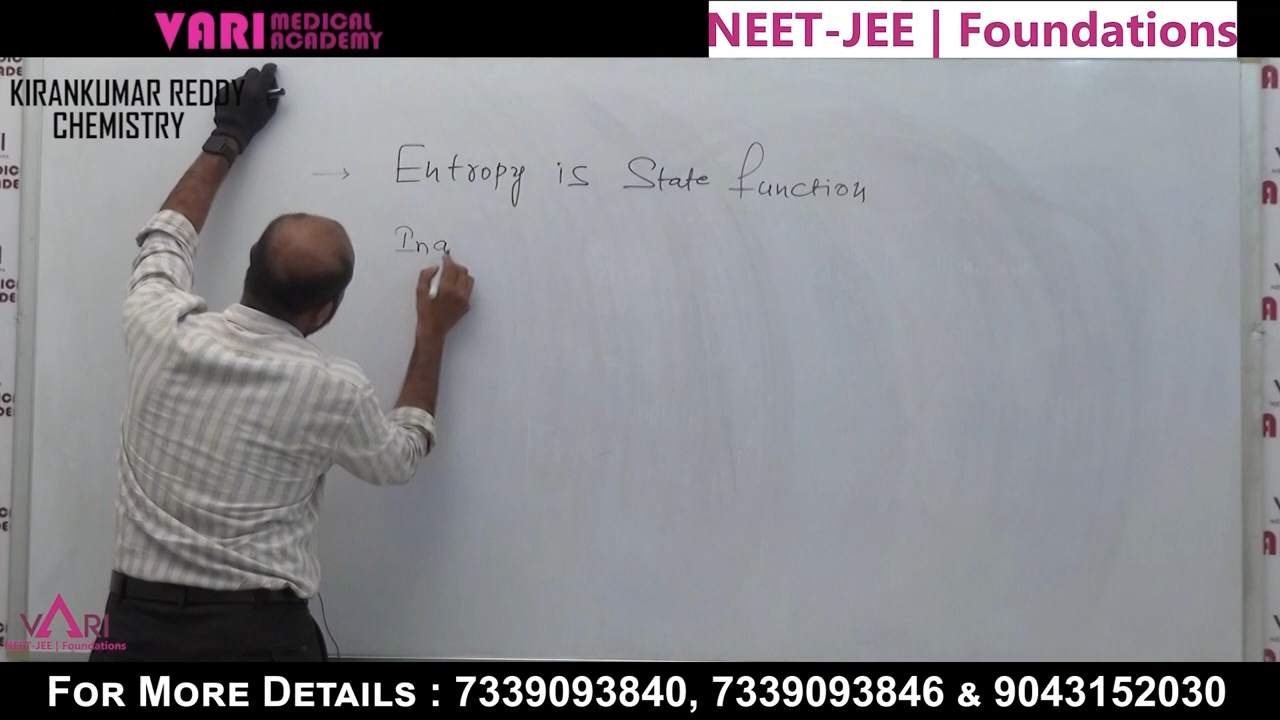 VARI MEDICAL ACADEMY
NEET-JEE | Foundations
KIRANKUMAR REDDY
CHEMISTRY
→ Entropy is State function
In a
VARI
NEET-JEE | Foundations
FOR MORE DETAILS : 7339093840, 7339093846 & 9043152030